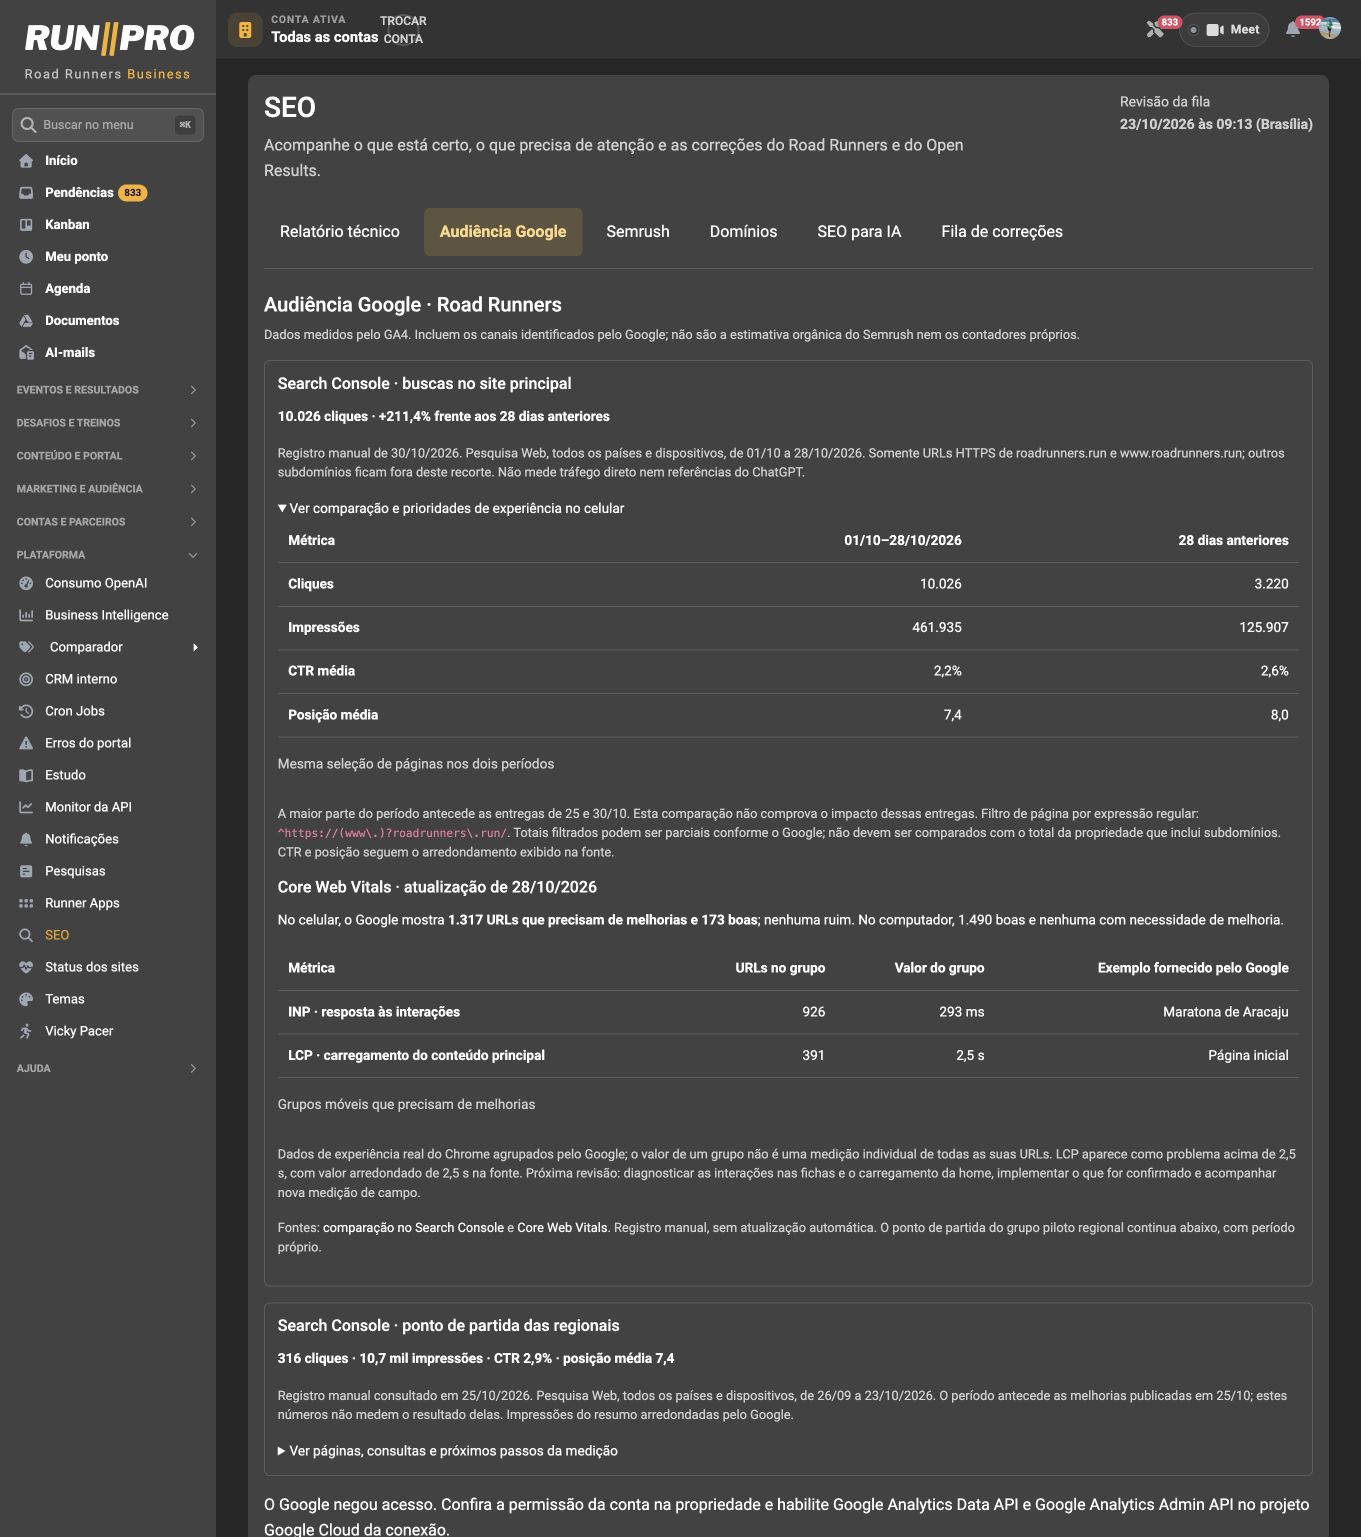 RUN//PRO
Road Runners Business
Buscar no menu
⌘K
Início
Pendências 833
Kanban
Meu ponto
Agenda
Documentos
AI-mails
EVENTOS E RESULTADOS
DESAFIOS E TREINOS
CONTEÚDO E PORTAL
MARKETING E AUDIÊNCIA
CONTAS E PARCEIROS
PLATAFORMA
Consumo OpenAI
Business Intelligence
Comparador
CRM interno
Cron Jobs
Erros do portal
Estudo
Monitor da API
Notificações
Pesquisas
Runner Apps
SEO
Status dos sites
Temas
Vicky Pacer
AJUDA
CONTA ATIVA
Todas as contas
TROCAR
CONTA
833
Meet
1592
SEO
Acompanhe o que está certo, o que precisa de atenção e as correções do Road Runners e do Open
Results.
Revisão da fila
23/10/2026 às 09:13 (Brasília)
Relatório técnico Audiência Google Semrush Domínios SEO para IA Fila de correções
Audiência Google · Road Runners
Dados medidos pelo GA4. Incluem os canais identificados pelo Google; não são a estimativa orgânica do Semrush nem os contadores próprios.
Search Console · buscas no site principal
10.026 cliques · +211,4% frente aos 28 dias anteriores
Registro manual de 30/10/2026. Pesquisa Web, todos os países e dispositivos, de 01/10 a 28/10/2026. Somente URLs HTTPS de roadrunners.run e www.roadrunners.run; outros
subdomínios ficam fora deste recorte. Não mede tráfego direto nem referências do ChatGPT.
▼ Ver comparação e prioridades de experiência no celular
Métrica 01/10–28/10/2026 28 dias anteriores
Cliques 10.026 3.220
Impressões 461.935 125.907
CTR média 2,2% 2,6%
Posição média 7,4 8,0
Mesma seleção de páginas nos dois períodos
A maior parte do período antecede as entregas de 25 e 30/10. Esta comparação não comprova o impacto dessas entregas. Filtro de página por expressão regular:
^https://(www\.)?roadrunners\.run/. Totais filtrados podem ser parciais conforme o Google; não devem ser comparados com o total da propriedade que inclui subdomínios.
CTR e posição seguem o arredondamento exibido na fonte.
Core Web Vitals · atualização de 28/10/2026
No celular, o Google mostra 1.317 URLs que precisam de melhorias e 173 boas; nenhuma ruim. No computador, 1.490 boas e nenhuma com necessidade de melhoria.
Métrica URLs no grupo Valor do grupo Exemplo fornecido pelo Google
INP · resposta às interações 926 293 ms Maratona de Aracaju
LCP · carregamento do conteúdo principal 391 2,5 s Página inicial
Grupos móveis que precisam de melhorias
Dados de experiência real do Chrome agrupados pelo Google; o valor de um grupo não é uma medição individual de todas as suas URLs. LCP aparece como problema acima de 2,5
s, com valor arredondado de 2,5 s na fonte. Próxima revisão: diagnosticar as interações nas fichas e o carregamento da home, implementar o que for confirmado e acompanhar
nova medição de campo.
Fontes: comparação no Search Console e Core Web Vitals. Registro manual, sem atualização automática. O ponto de partida do grupo piloto regional continua abaixo, com período
próprio.
Search Console · ponto de partida das regionais
316 cliques · 10,7 mil impressões · CTR 2,9% · posição média 7,4
Registro manual consultado em 25/10/2026. Pesquisa Web, todos os países e dispositivos, de 26/09 a 23/10/2026. O período antecede as melhorias publicadas em 25/10; estes
números não medem o resultado delas. Impressões do resumo arredondadas pelo Google.
▶ Ver páginas, consultas e próximos passos da medição
O Google negou acesso. Confira a permissão da conta na propriedade e habilite Google Analytics Data API e Google Analytics Admin API no projeto
Google Cloud da conexão.